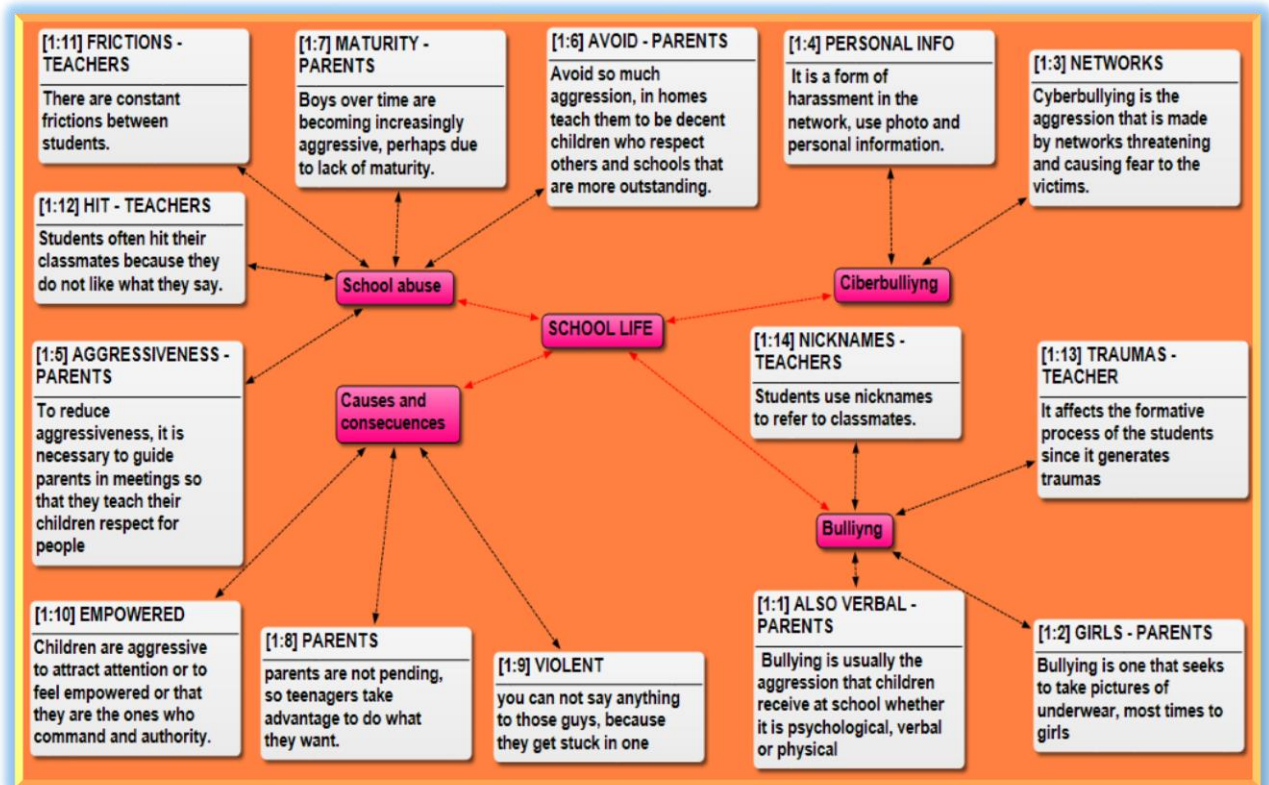 [1:11] FRICTIONS -
TEACHERS
There are constant
frictions between
students.
[1:7] MATURITY -
PARENTS
Boys over time are
becoming increasingly
aggressive, perhaps due
to lack of maturity.
[1:6] AVOID - PARENTS
Avoid so much
aggression, in homes
teach them to be decent
children who respect
others and schools that
are more outstanding.
[1:4] PERSONAL INFO
It is a form of
harassment in the
network, use photo and
personal information.
[1:3] NETWORKS
Cyberbullying is the
aggression that is made
by networks threatening
and causing fear to the
victims.
[1:12] HIT - TEACHERS
Students often hit their
classmates because they
do not like what they say.
School abuse
Ciberbulliyng
SCHOOL LIFE
[1:5] AGGRESSIVENESS -
PARENTS
To reduce
aggressiveness, it is
necessary to guide
parents in meetings so
that they teach their
children respect for
people
Causes and
consecuences
[1:14] NICKNAMES -
TEACHERS
Students use nicknames
to refer to classmates.
[1:13] TRAUMAS -
TEACHER
It affects the formative
process of the students
since it generates
traumas
Bulliyng
[1:10] EMPOWERED
Children are aggressive
to attract attention or to
feel empowered or that
they are the ones who
command and authority.
[1:8] PARENTS
parents are not pending,
so teenagers take
advantage to do what
they want.
[1:9] VIOLENT
you can not say anything
to those guys, because
they get stuck in one
[1:1] ALSO VERBAL -
PARENTS
Bullying is usually the
aggression that children
receive at school whether
it is psychological, verbal
or physical
[1:2] GIRLS - PARENTS
Bullying is one that seeks
to take pictures of
underwear, most times to
girls